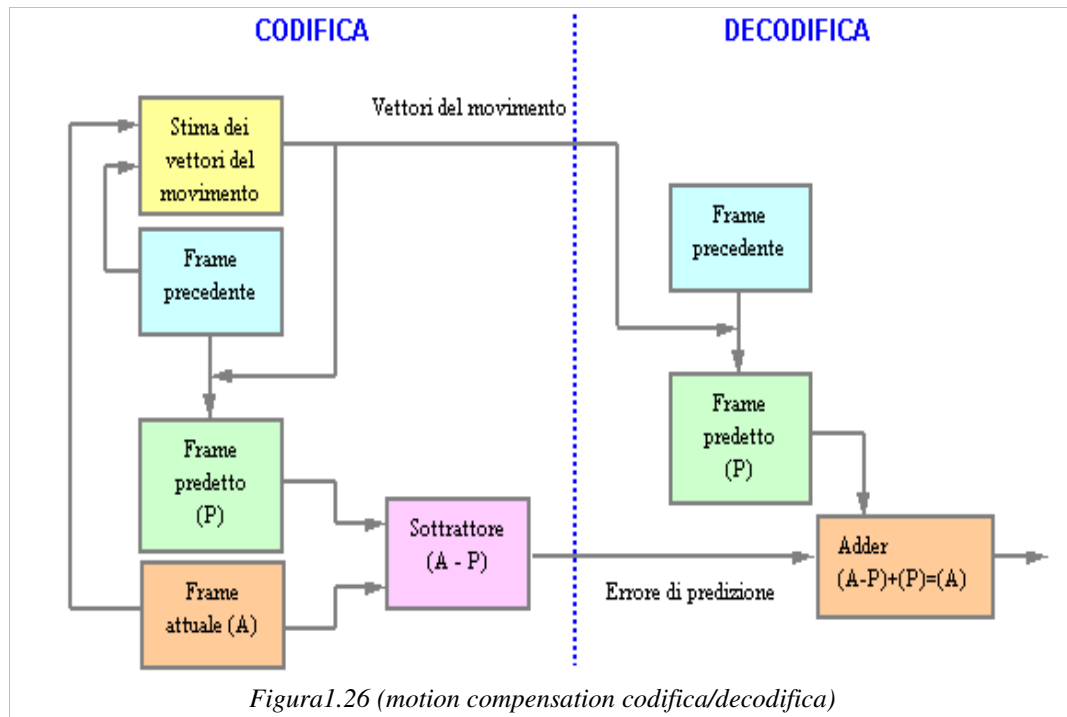 CODIFICA
DECODIFICA
Vettori del movimento
Stima dei
vettori del
movimento
Frame
precedente
Frame
precedente
Frame
predetto
(P)
Frame
predetto
(P)
Sottrattore
(A - P)
Adder
(A-P)+(P)=(A)
Errore di predizione
Frame
attuale (A)
Figura1.26 (motion compensation codifica/decodifica)